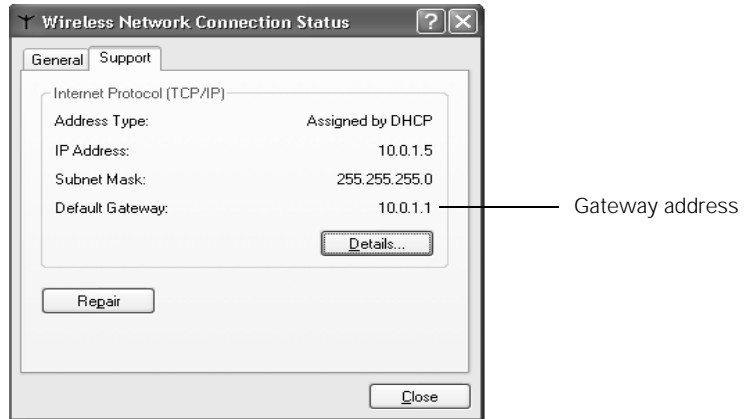 Wireless Network Connection Status
General Support
Internet Protocol (TCP/IP)
Address Type: Assigned by DHCP
IP Address: 10.0.1.5
Subnet Mask: 255.255.255.0
Default Gateway: 10.0.1.1 Gateway address
Details...
Repair
Close